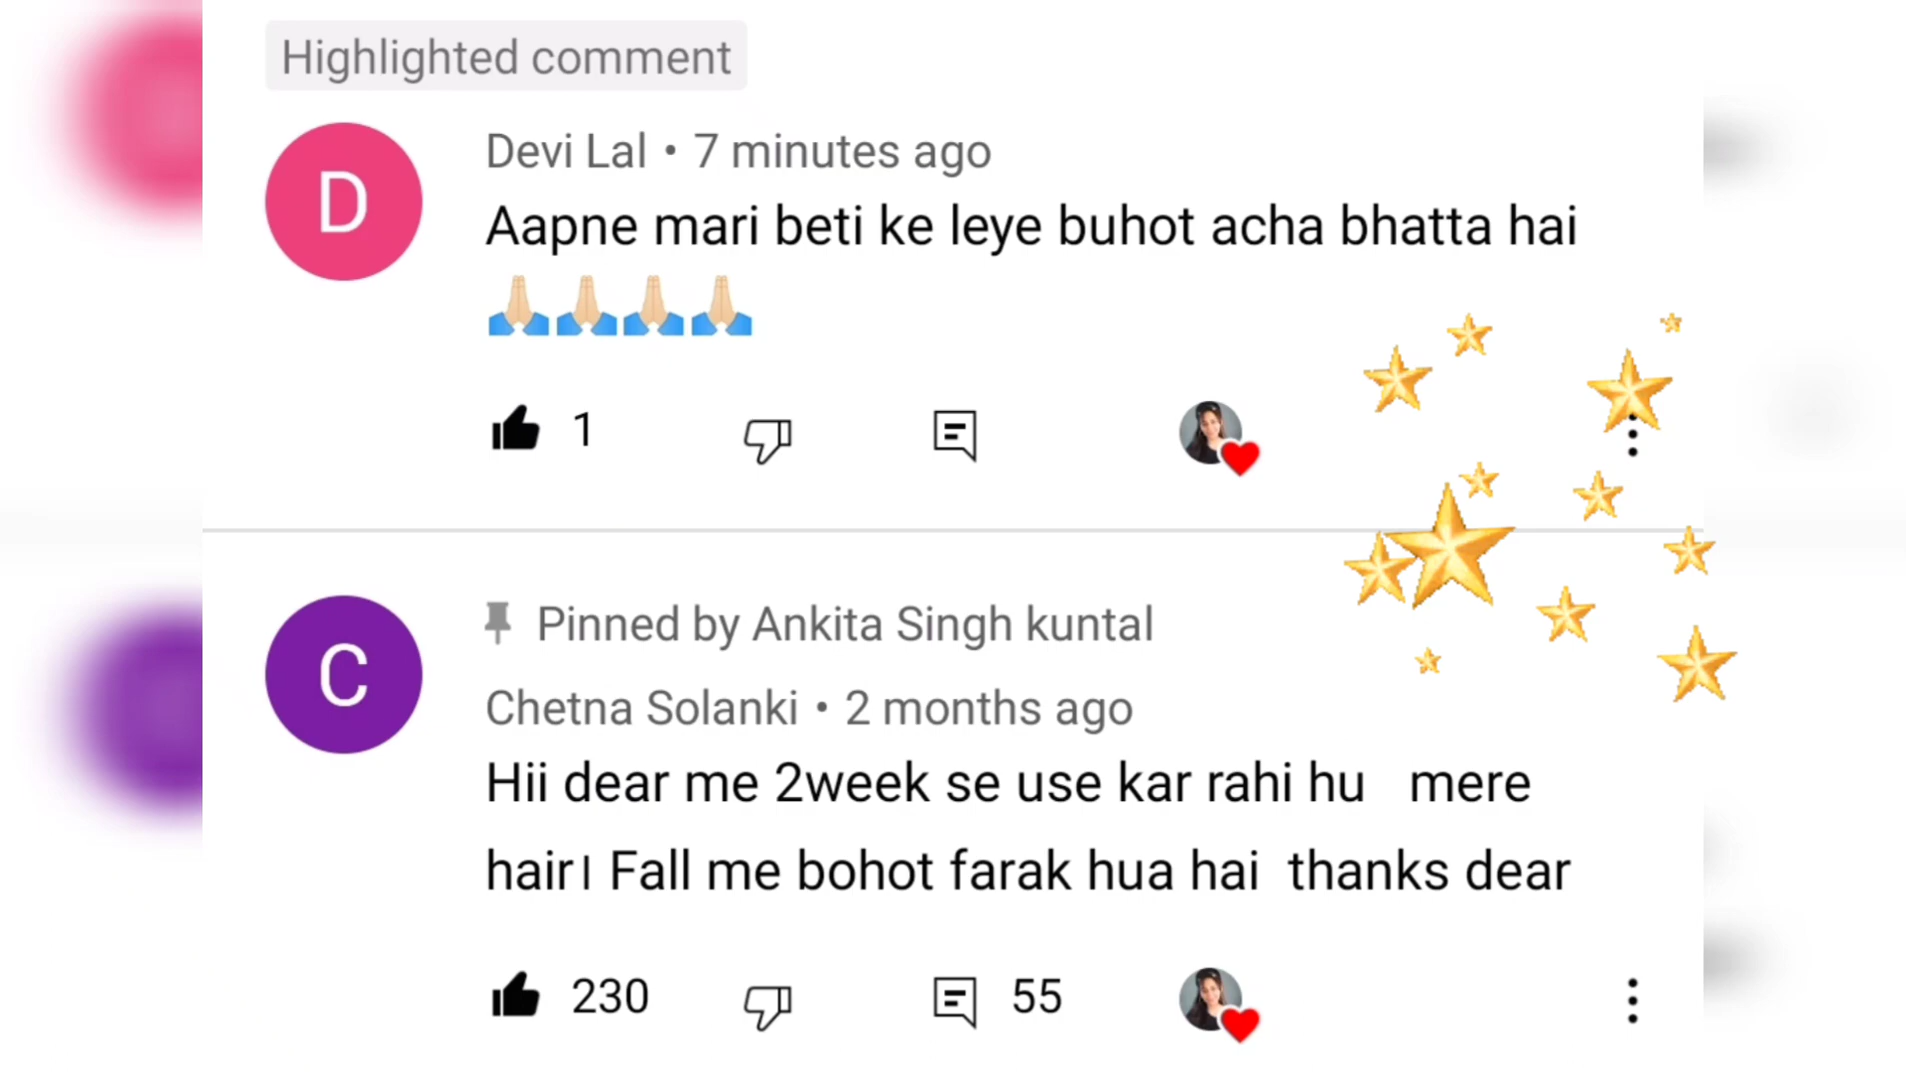 Highlighted comment
D
Devi Lal • 7 minutes ago
Aapne mari beti ke leye buhot acha bhatta hai
🙏🏻🙏🏻🙏🏻🙏🏻
1
C
Pinned by Ankita Singh kuntal
Chetna Solanki • 2 months ago
Hii dear me 2week se use kar rahi hu mere
hair। Fall me bohot farak hua hai thanks dear
230 55